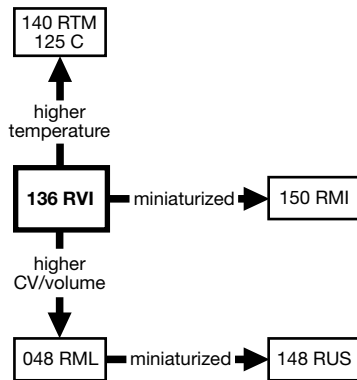 140 RTM
125 C
higher
temperature
136 RVI
miniaturized
150 RMI
higher
CV/volume
048 RML
miniaturized
148 RUS